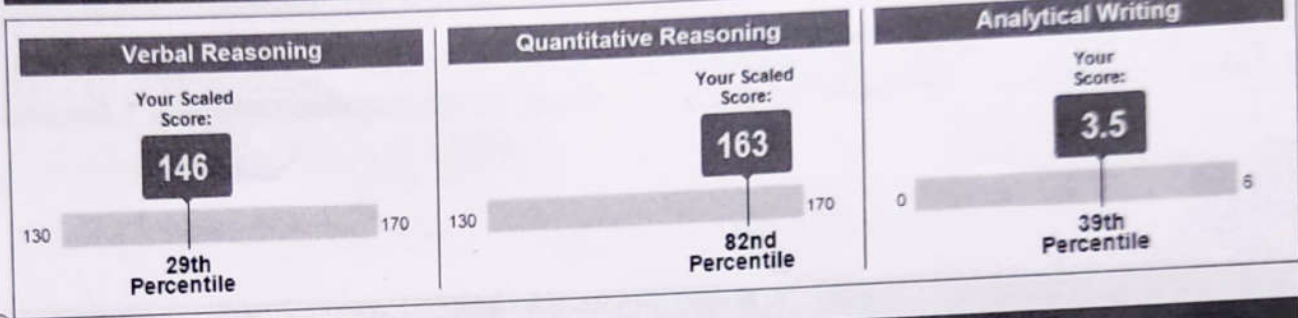 Verbal Reasoning
Your Scaled
Score:
146
130
170
29th
Percentile
Quantitative Reasoning
Your Scaled
Score:
163
130
170
82nd
Percentile
Analytical Writing
Your
Score:
3.5
0
6
39th
Percentile